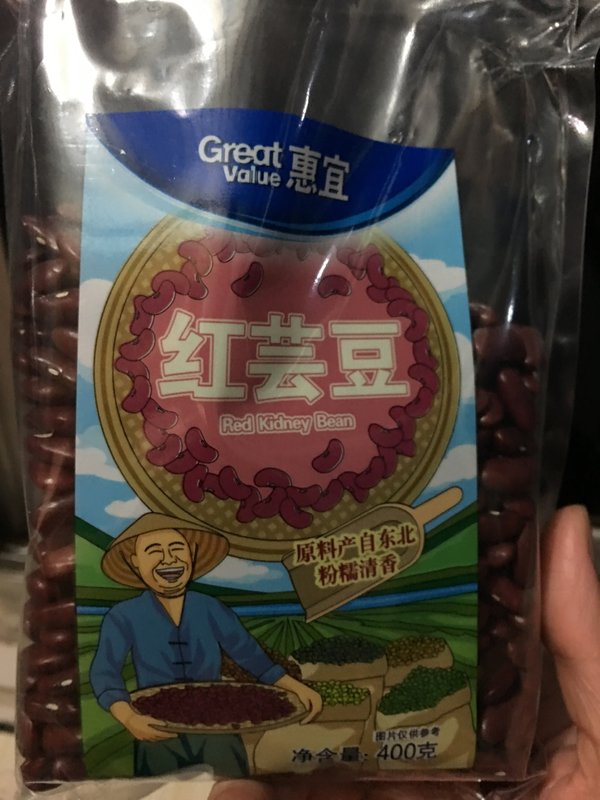 Great
Value 惠宜
红芸豆
Red Kidney Bean
原料产自东北
粉糯清香
图片仅供参考
净含量: 400克